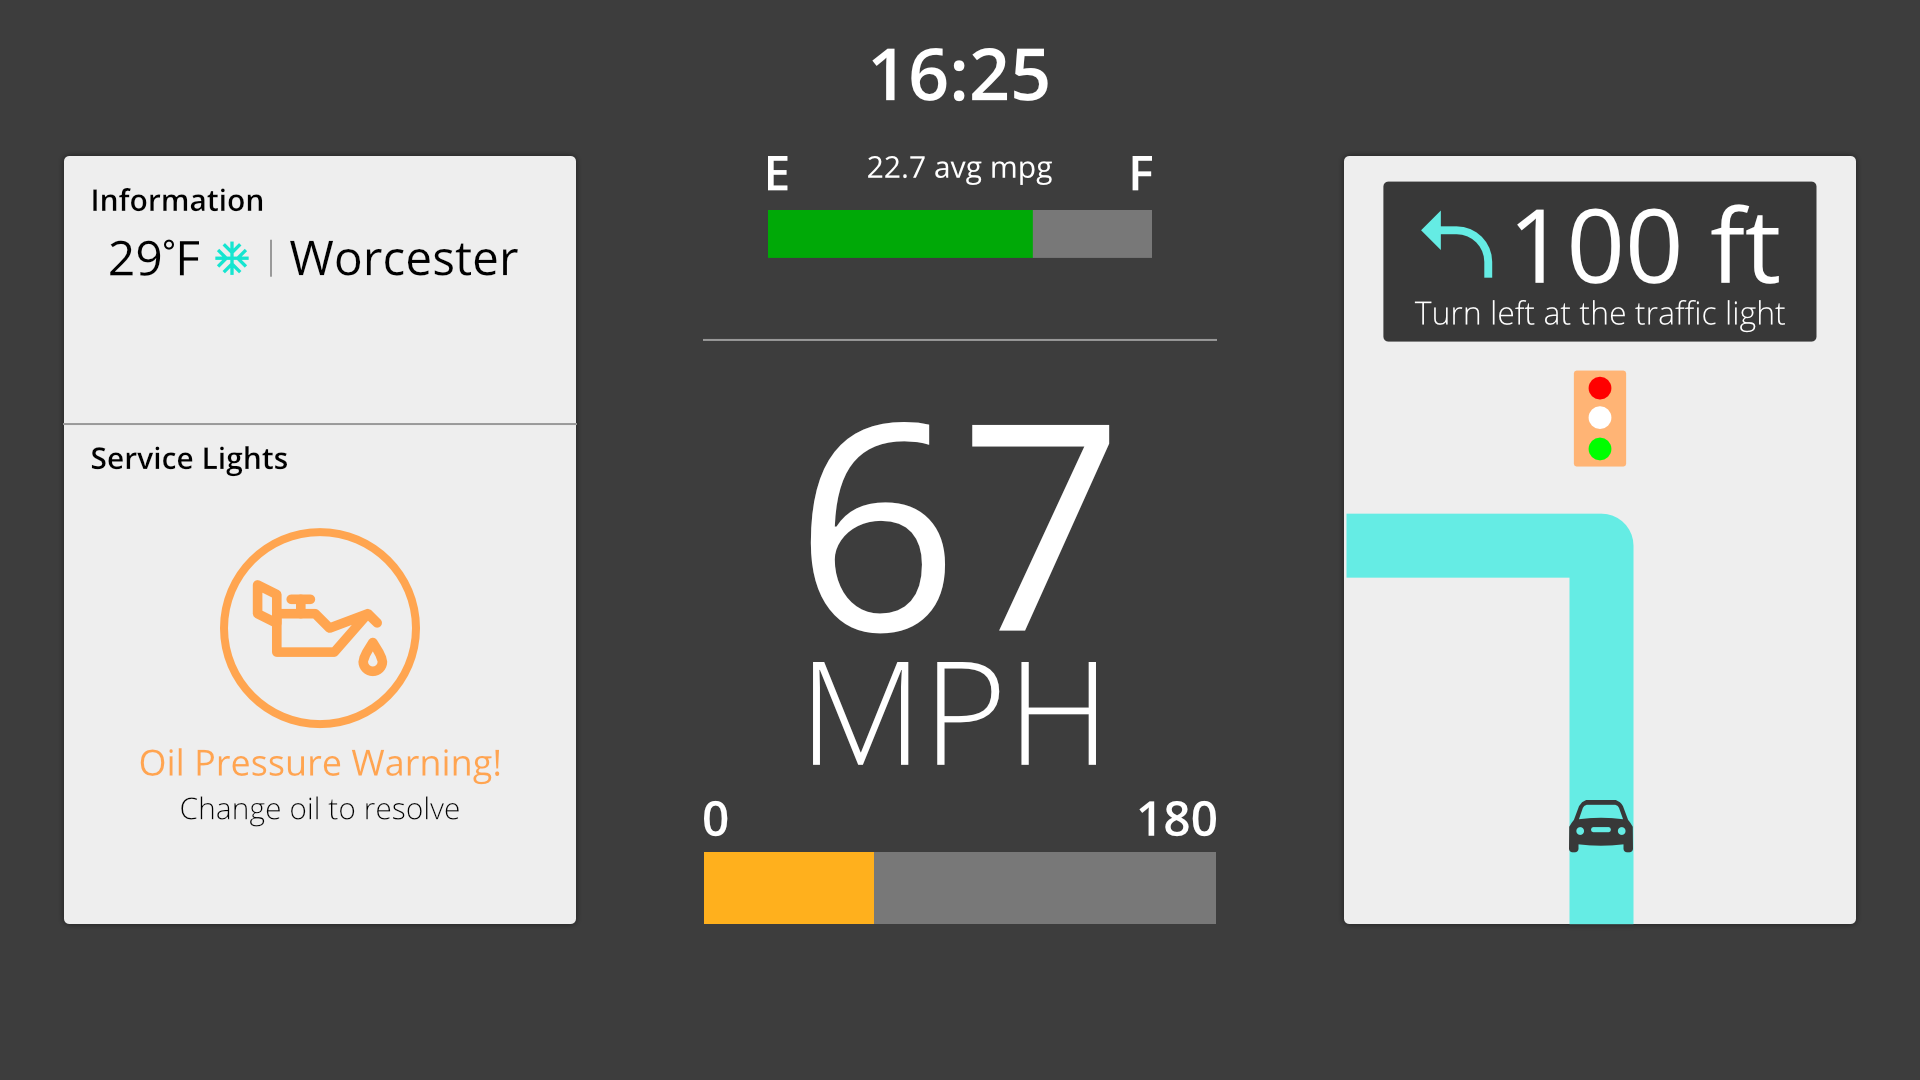 16:25
Information
29°F | Worcester
Service Lights
Oil Pressure Warning!
Change oil to resolve
E 22.7 avg mpg F
67
MPH
0 180
100 ft
Turn left at the traffic light